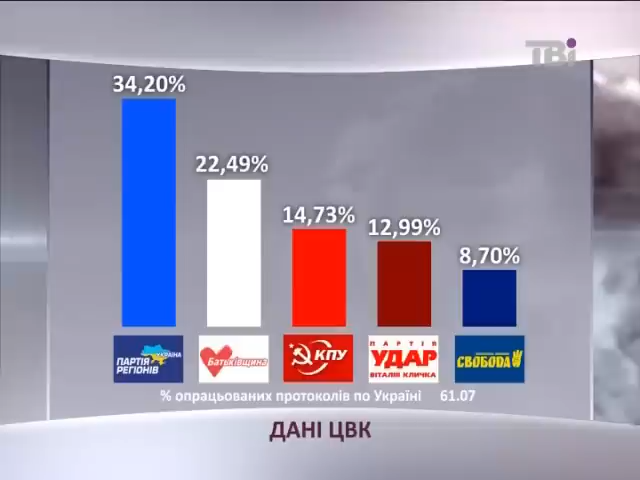 ТВі
34,20%
22,49%
14,73%
12,99%
8,70%
ПАРТІЯ
РЕГІОНІВ
УКРАЇНА
Батьківщина
КПУ
ПАРТІЯ
УДАР
ВІТАЛІЯ КЛИЧКА
СВОБОДА
% опрацьованих протоколів по Україні 61.07
ДАНІ ЦВК